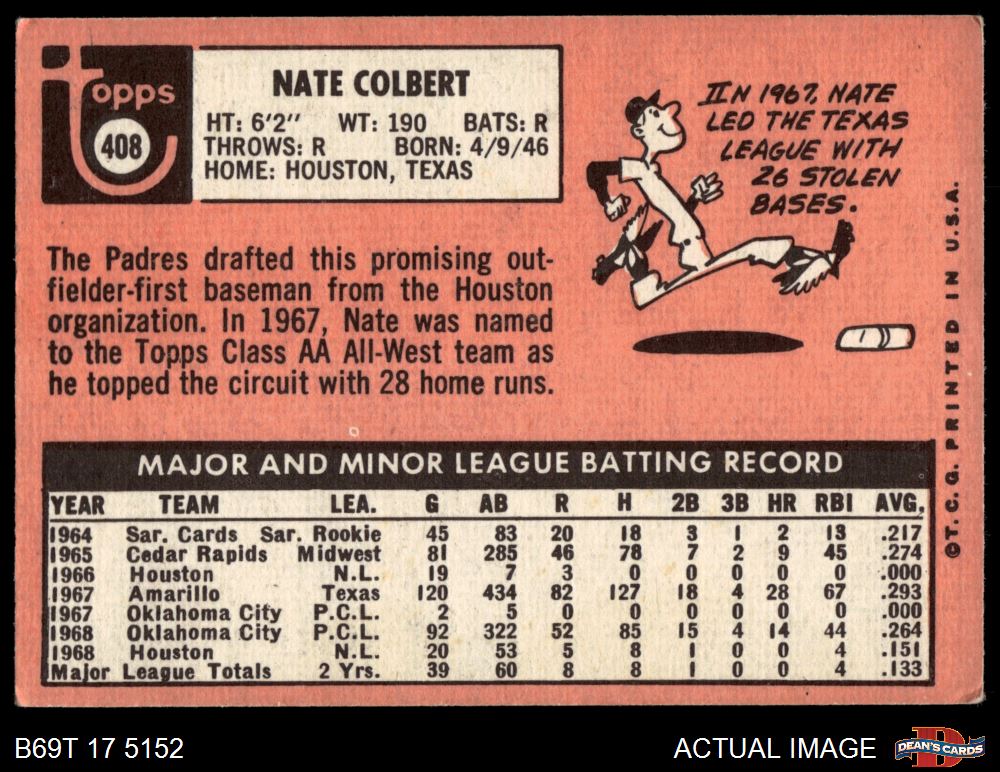 Topps
408
NATE COLBERT
HT: 6'2" WT: 190 BATS: R
THROWS: R BORN: 4/9/46
HOME: HOUSTON, TEXAS
IN 1967, NATE
LED THE TEXAS
LEAGUE WITH
26 STOLEN
BASES.
The Padres drafted this promising out-
fielder-first baseman from the Houston
organization. In 1967, Nate was named
to the Topps Class AA All-West team as
he topped the circuit with 28 home runs.
©T.C.G. PRINTED IN U.S.A.
MAJOR AND MINOR LEAGUE BATTING RECORD
YEAR TEAM LEA. G AB R H 2B 3B HR RBI AVG.
1964 Sar. Cards Sar. Rookie 45 83 20 18 3 1 2 13 .217
1965 Cedar Rapids Midwest 81 285 46 78 7 2 9 45 .274
1966 Houston N.L. 19 7 3 0 0 0 0 0 .000
1967 Amarillo Texas 120 434 82 127 18 4 28 67 .293
1967 Oklahoma City P.C.L. 2 5 0 0 0 0 0 0 .000
1968 Oklahoma City P.C.L. 92 322 52 85 15 4 14 44 .264
1968 Houston N.L. 20 53 5 8 1 0 0 4 .151
Major League Totals 2 Yrs. 39 60 8 8 1 0 0 4 .133
B69T 17 5152
ACTUAL IMAGE
DEAN'S CARDS